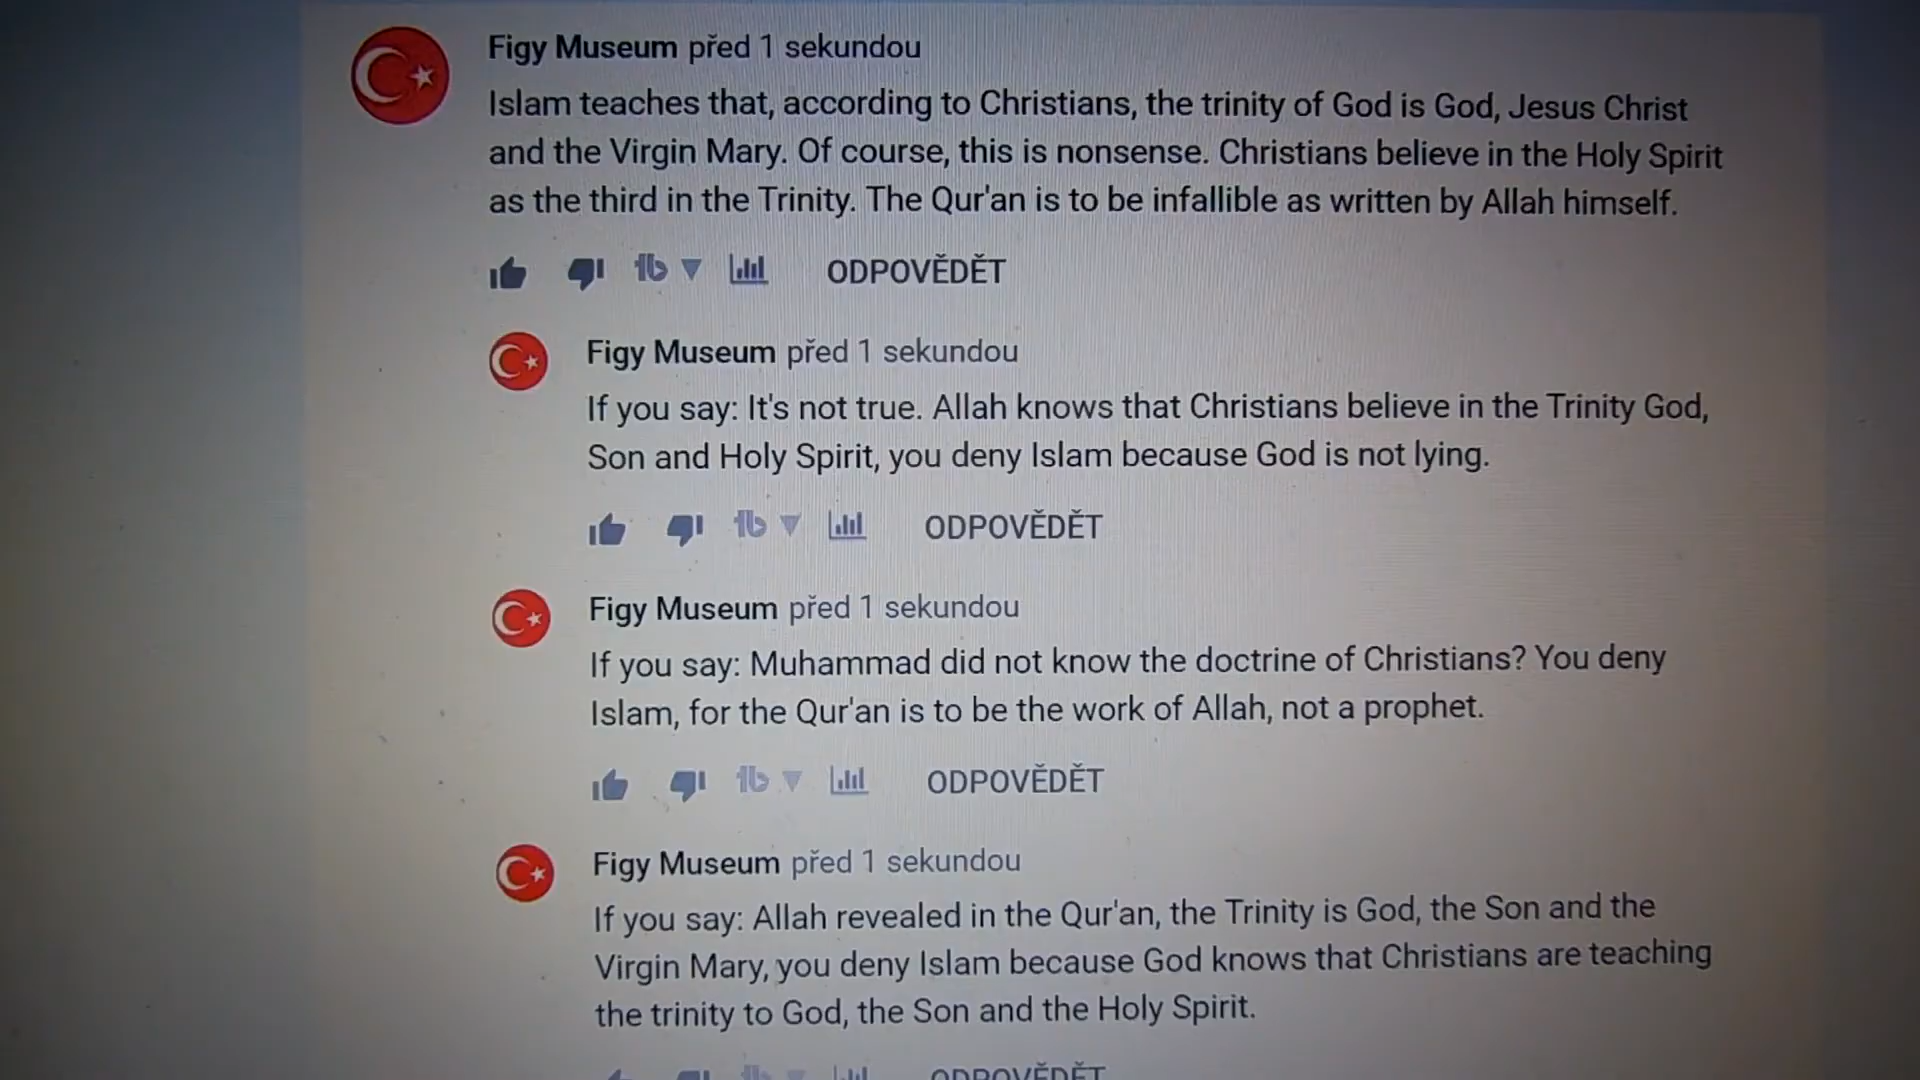 Figy Museum před 1 sekundou
Islam teaches that, according to Christians, the trinity of God is God, Jesus Christ
and the Virgin Mary. Of course, this is nonsense. Christians believe in the Holy Spirit
as the third in the Trinity. The Qur'an is to be infallible as written by Allah himself.
ODPOVĚDĚT
Figy Museum před 1 sekundou
If you say: It's not true. Allah knows that Christians believe in the Trinity God,
Son and Holy Spirit, you deny Islam because God is not lying.
ODPOVĚDĚT
Figy Museum před 1 sekundou
If you say: Muhammad did not know the doctrine of Christians? You deny
Islam, for the Qur'an is to be the work of Allah, not a prophet.
ODPOVĚDĚT
Figy Museum před 1 sekundou
If you say: Allah revealed in the Qur'an, the Trinity is God, the Son and the
Virgin Mary, you deny Islam because God knows that Christians are teaching
the trinity to God, the Son and the Holy Spirit.
ODPOVĚDĚT